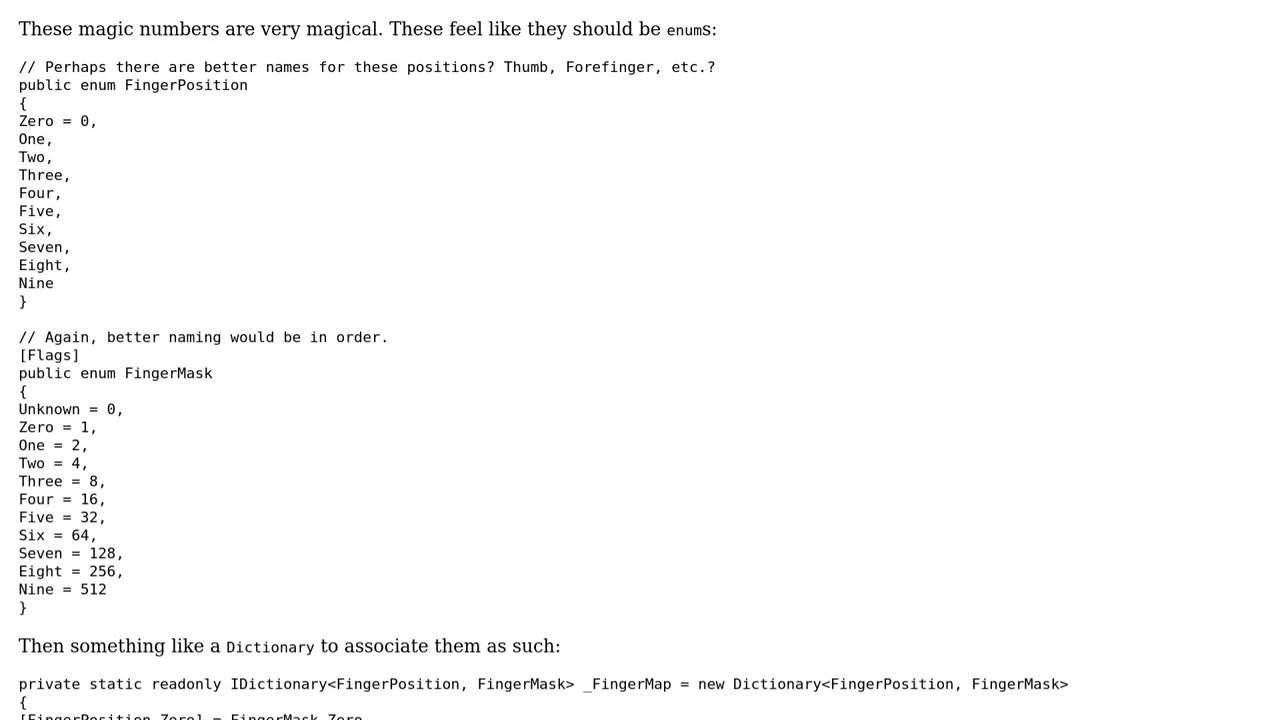 These magic numbers are very magical. These feel like they should be enums:
// Perhaps there are better names for these positions? Thumb, Forefinger, etc.?
public enum FingerPosition
{
Zero = 0,
One,
Two,
Three,
Four,
Five,
Six,
Seven,
Eight,
Nine
}
// Again, better naming would be in order.
[Flags]
public enum FingerMask
{
Unknown = 0,
Zero = 1,
One = 2,
Two = 4,
Three = 8,
Four = 16,
Five = 32,
Six = 64,
Seven = 128,
Eight = 256,
Nine = 512
}
Then something like a Dictionary to associate them as such:
private static readonly IDictionary<FingerPosition, FingerMask> _FingerMap = new Dictionary<FingerPosition, FingerMask>
{
[FingerPosition.Zero] = FingerMask.Zero